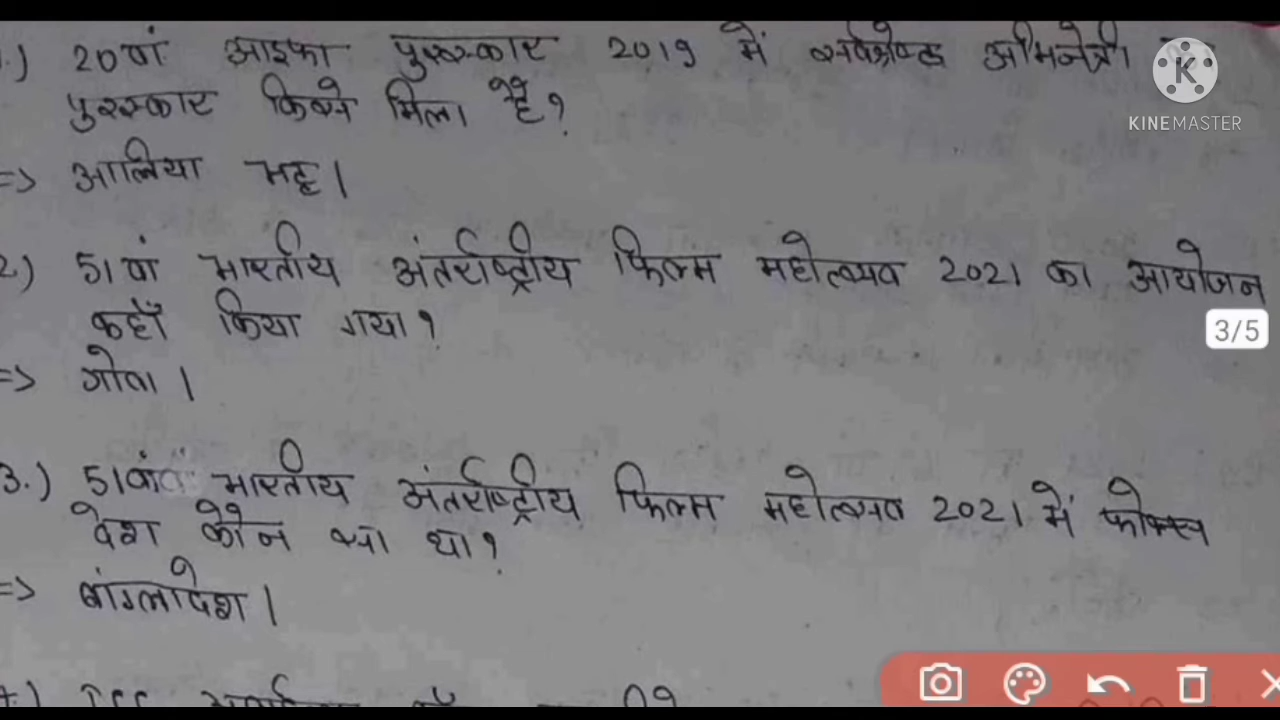 1.) 20वां आइफा पुरस्कार 2019 में सर्वश्रेष्ठ अभिनेत्री
पुरस्कार किसे मिला है?
=> आलिया भट्ट।
2.) 51वां भारतीय अंतर्राष्ट्रीय फिल्म महोत्सव 2021 का आयोजन
कहाँ किया गया?
=> गोवा।
3.) 51वां भारतीय अंतर्राष्ट्रीय फिल्म महोत्सव 2021 में फोकस
देश कौन सा था?
=> बांग्लादेश।
KINEMASTER
3/5